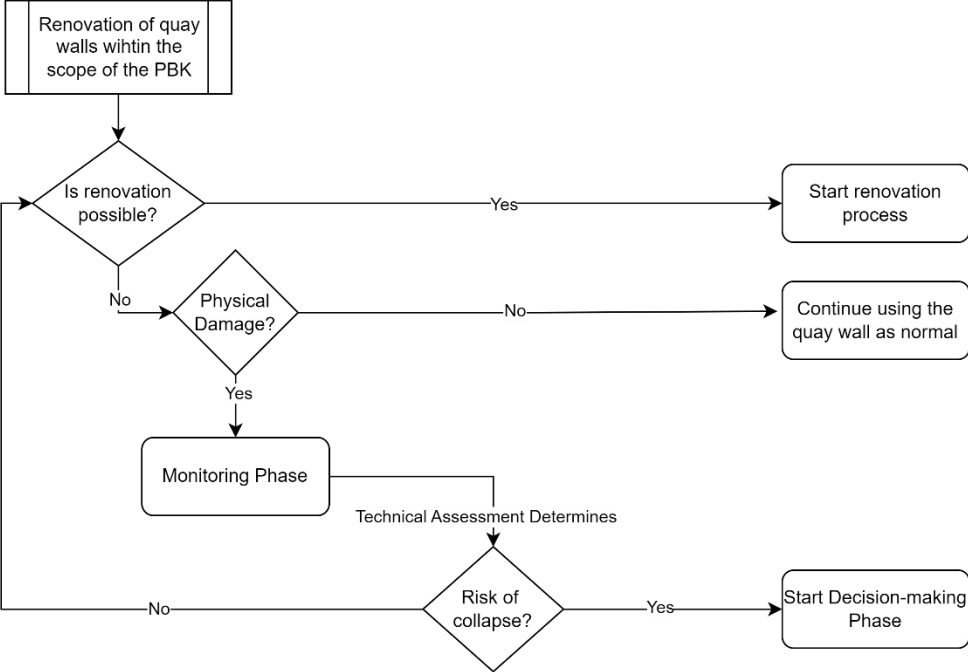 Renovation of quay
walls wihtin the
scope of the PBK
Is renovation
possible?
Yes
Start renovation
process
No
Physical
Damage?
No
Continue using the
quay wall as normal
Yes
Monitoring Phase
Technical Assessment Determines
Risk of
collapse?
No
Yes
Start Decision-making
Phase